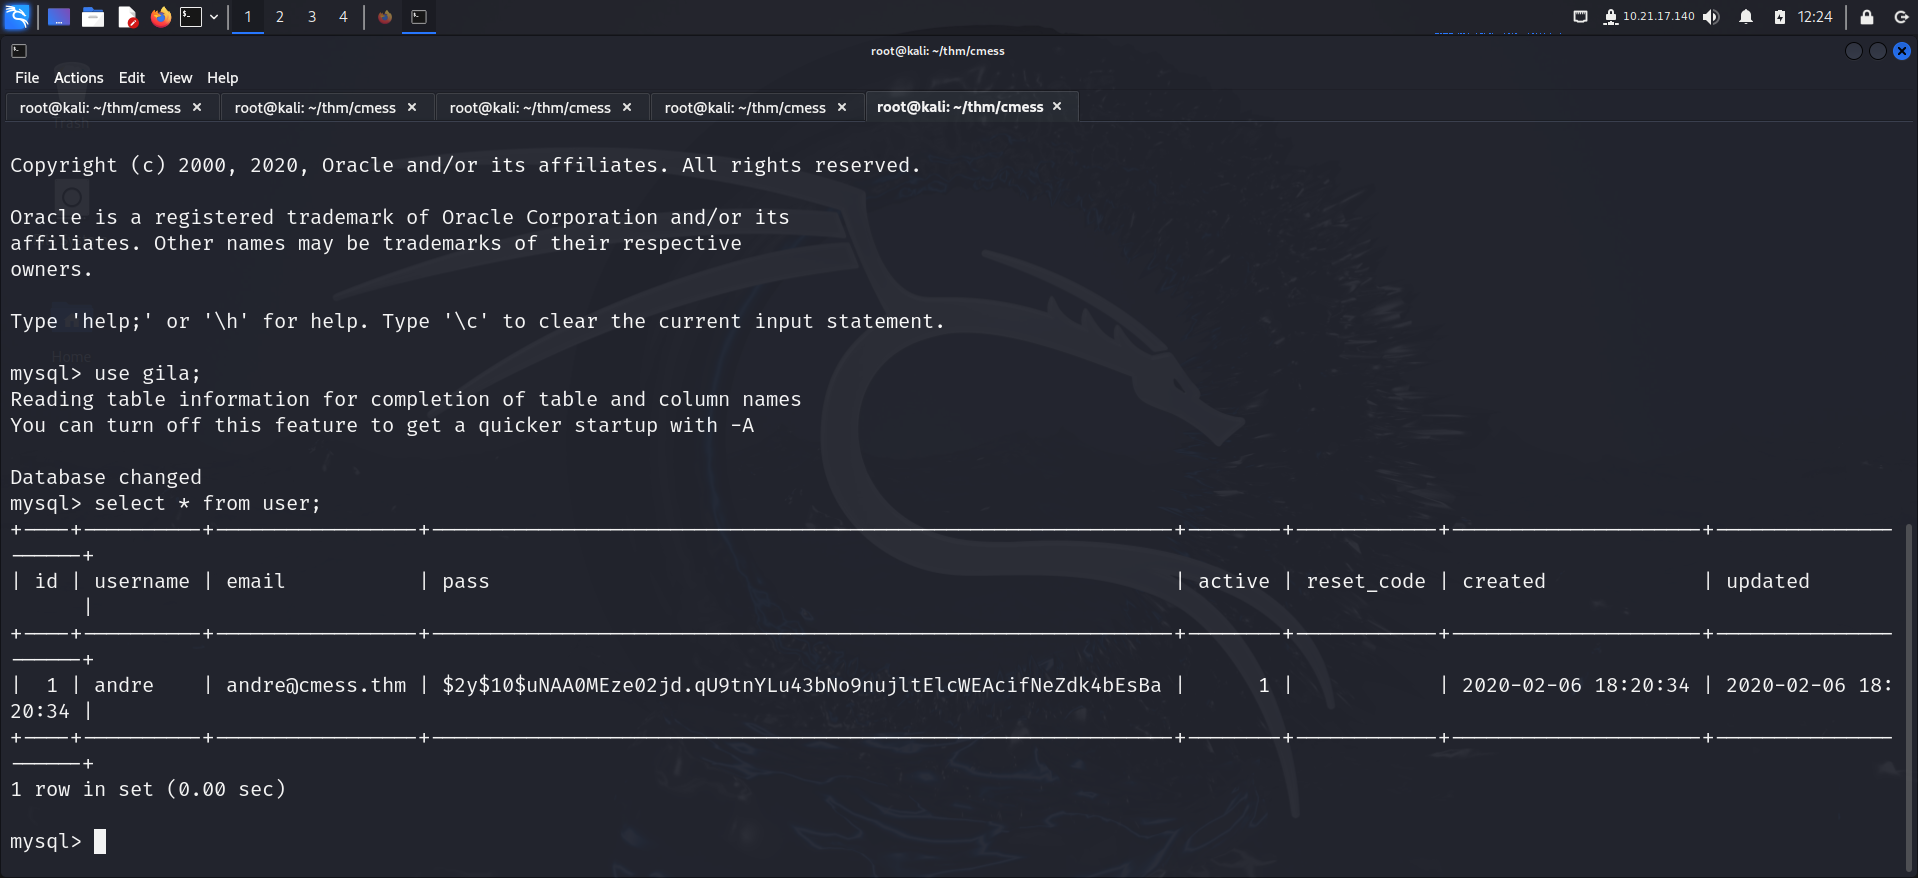 1 2 3 4 10.21.17.140 12:24
root@kali: ~/thm/cmess
File Actions Edit View Help
root@kali: ~/thm/cmess × root@kali: ~/thm/cmess × root@kali: ~/thm/cmess × root@kali: ~/thm/cmess × root@kali: ~/thm/cmess ×
Trash
Copyright (c) 2000, 2020, Oracle and/or its affiliates. All rights reserved.
Oracle is a registered trademark of Oracle Corporation and/or its
affiliates. Other names may be trademarks of their respective
owners.
Type 'help;' or '\h' for help. Type '\c' to clear the current input statement.
Home
mysql> use gila;
Reading table information for completion of table and column names
You can turn off this feature to get a quicker startup with -A
Database changed
mysql> select * from user;
+----+----------+-----------------+--------------------------------------------------------------+--------+------------+---------------------+---------------
------+
| id | username | email           | pass                                                         | active | reset_code | created             | updated
      |
+----+----------+-----------------+--------------------------------------------------------------+--------+------------+---------------------+---------------
------+
|  1 | andre    | andre@cmess.thm | $2y$10$uNAA0MEze02jd.qU9tnYLu43bNo9nujltElcWEAcifNeZdk4bEsBa |      1 |            | 2020-02-06 18:20:34 | 2020-02-06 18:
20:34 |
+----+----------+-----------------+--------------------------------------------------------------+--------+------------+---------------------+---------------
------+
1 row in set (0.00 sec)
mysql>